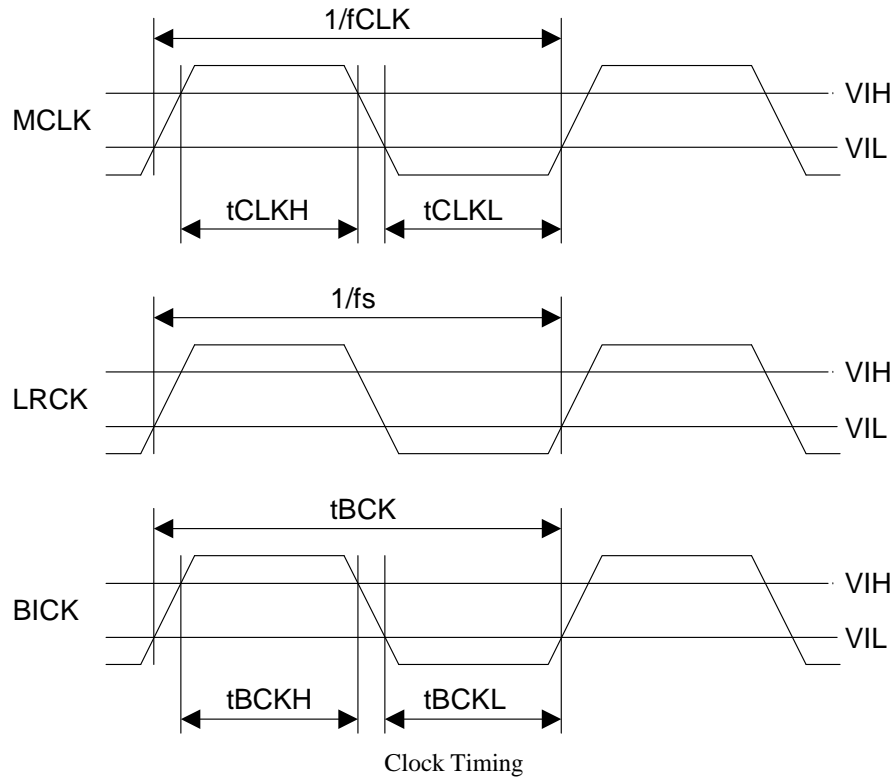 1/fCLK
MCLK
VIH
VIL
tCLKH
tCLKL
1/fs
LRCK
VIH
VIL
tBCK
BICK
VIH
VIL
tBCKH
tBCKL
Clock Timing